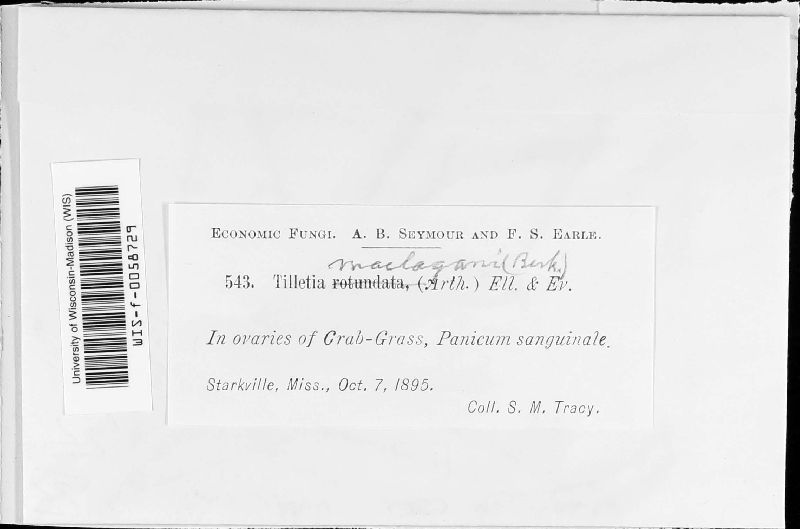 University of Wisconsin-Madison (WIS)
WIS-f-0058729
ECONOMIC FUNGI. A. B. SEYMOUR AND F. S. EARLE.
maclagani (Berk.)
543. Tilletia rotundata, (Arth.) Ell. & Ev.
In ovaries of Crab-Grass, Panicum sanguinale.
Starkville, Miss., Oct. 7, 1895.
Coll. S. M. Tracy.